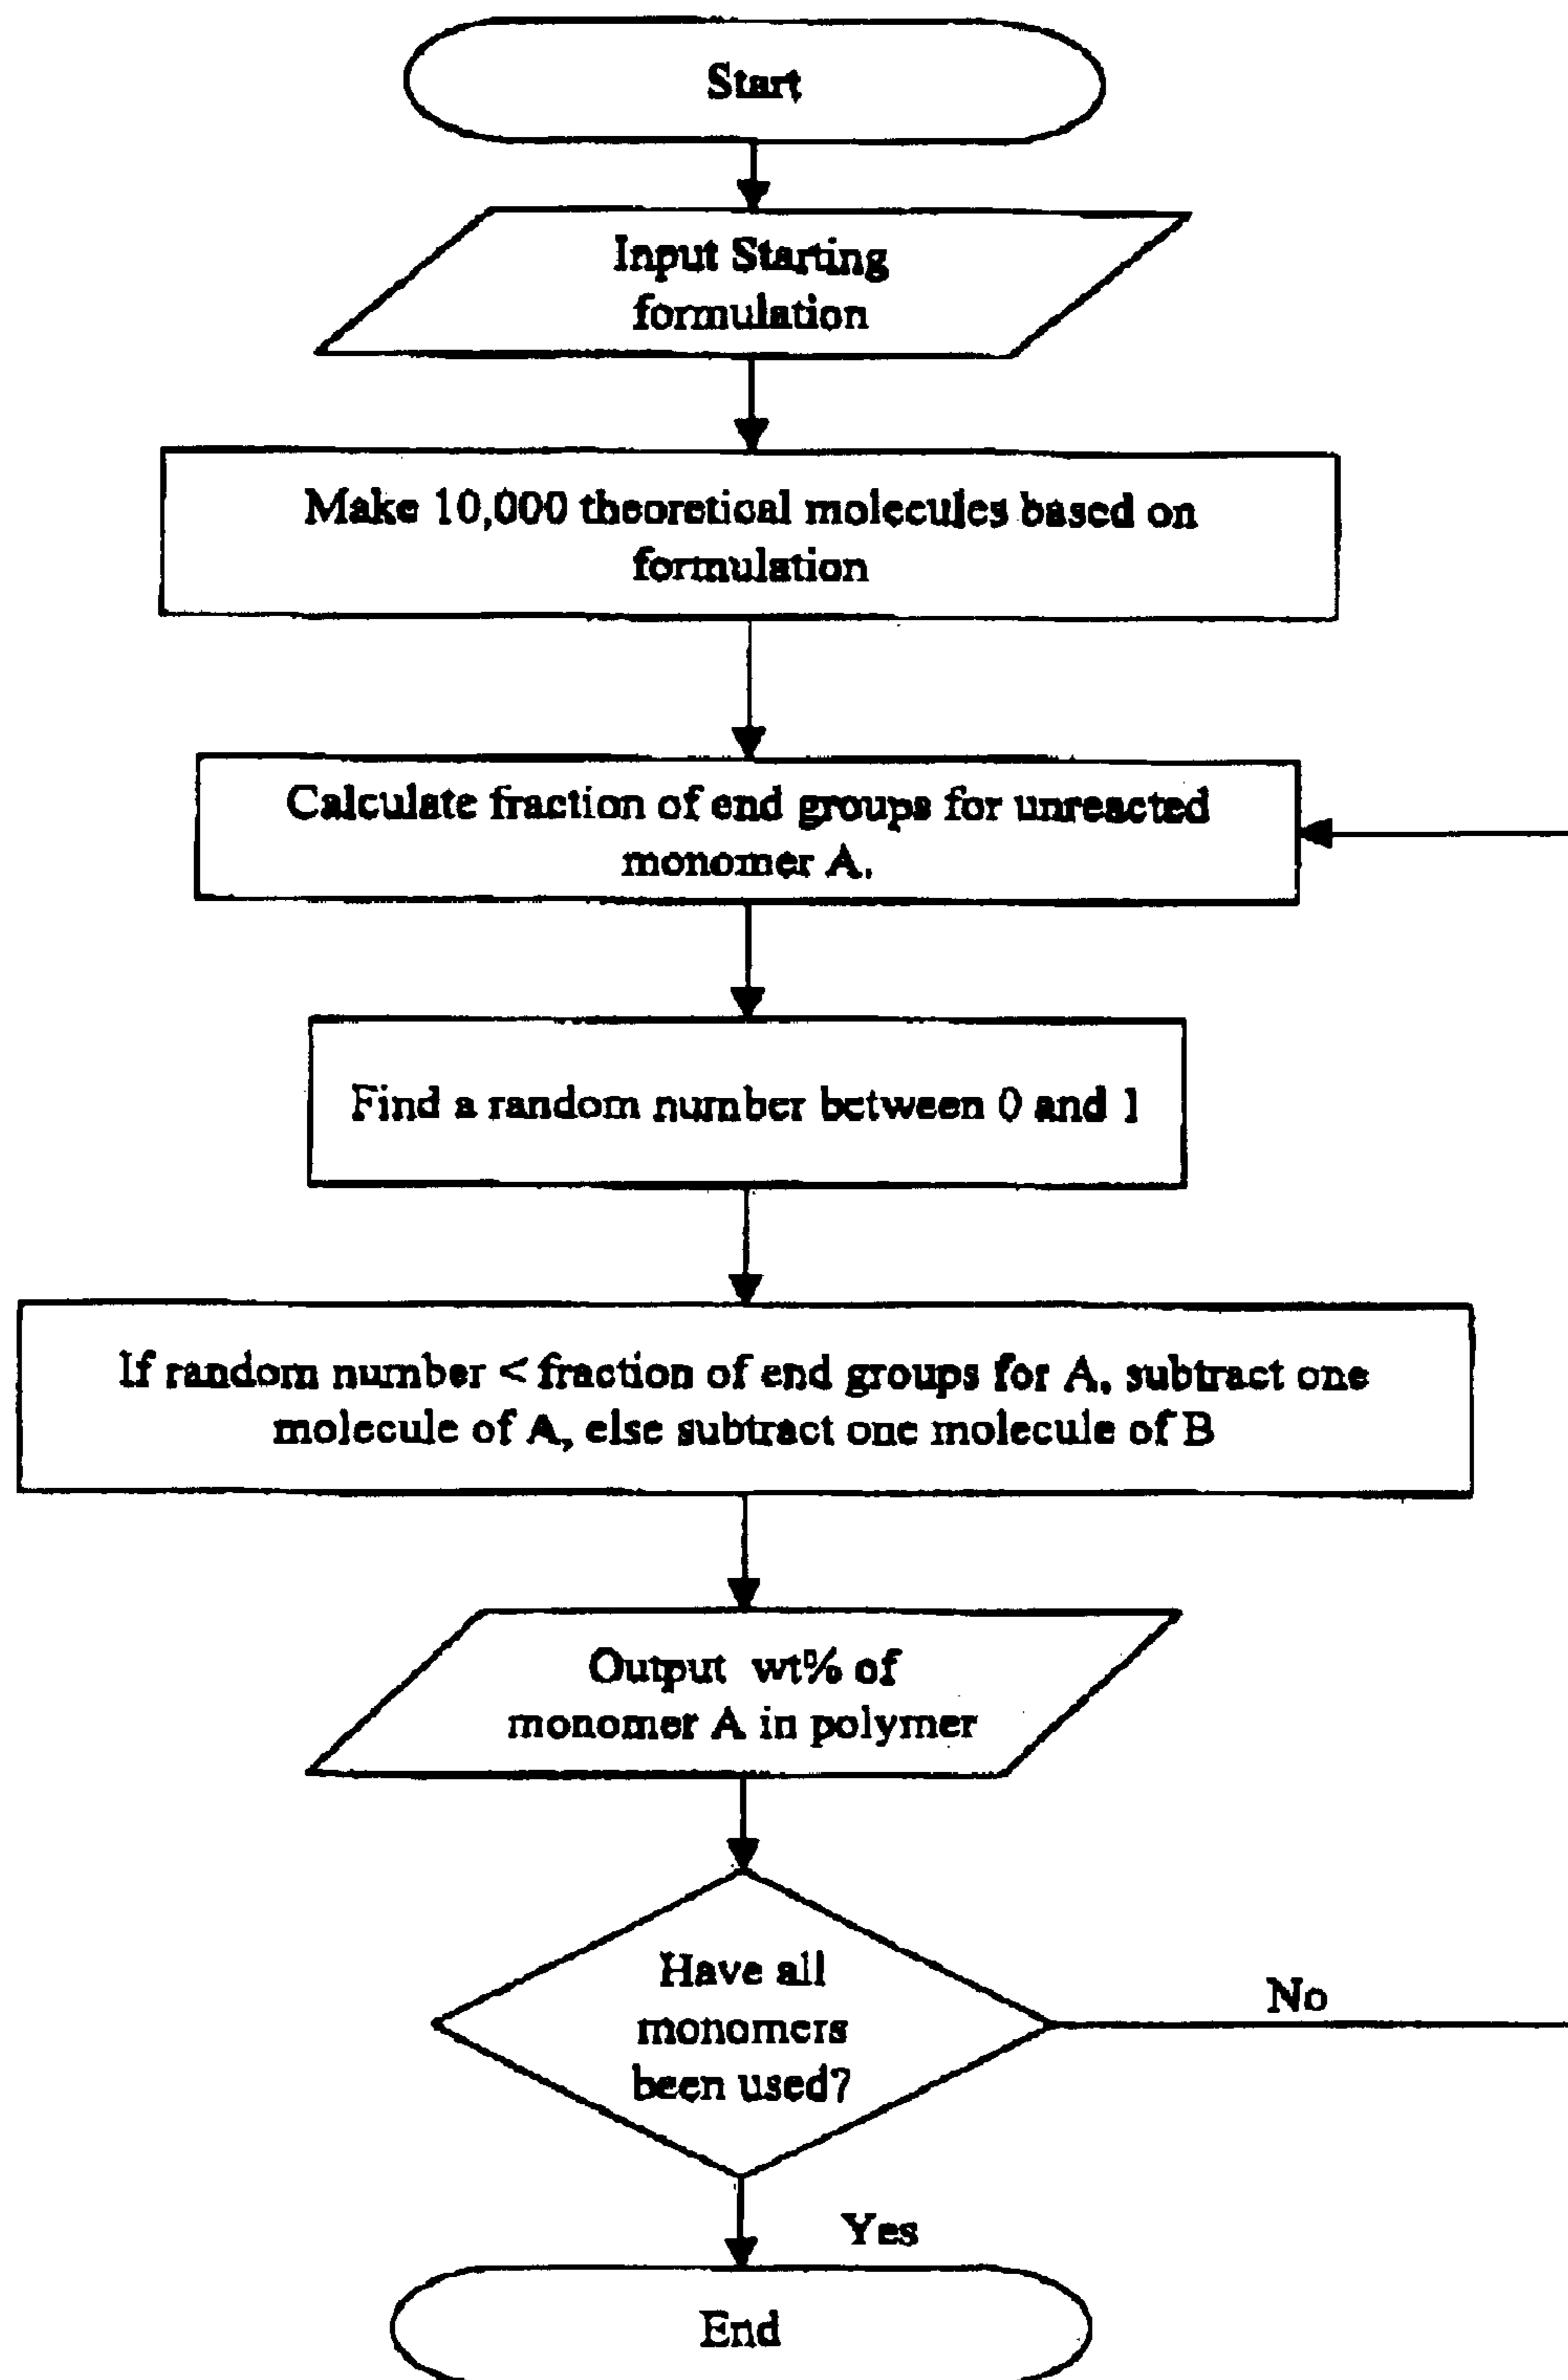 Start
Input Starting
formulation
Make 10,000 theoretical molecules based on
formulation
Calculate fraction of end groups for unreacted
monomer A.
Find a random number between 0 and 1
If random number < fraction of end groups for A, subtract one
molecule of A, else subtract one molecule of B
Output wt% of
monomer A in polymer
Have all
monomers
been used?
No
Yes
End